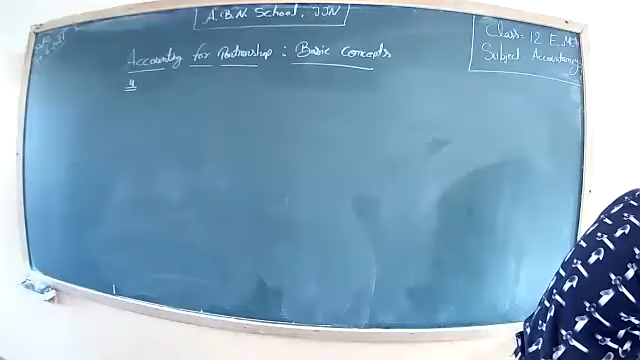 A.B.N. School, JJN
Class:- 12 E.M
Subject - Accountancy
Accounting for Partnership : Basic Concepts